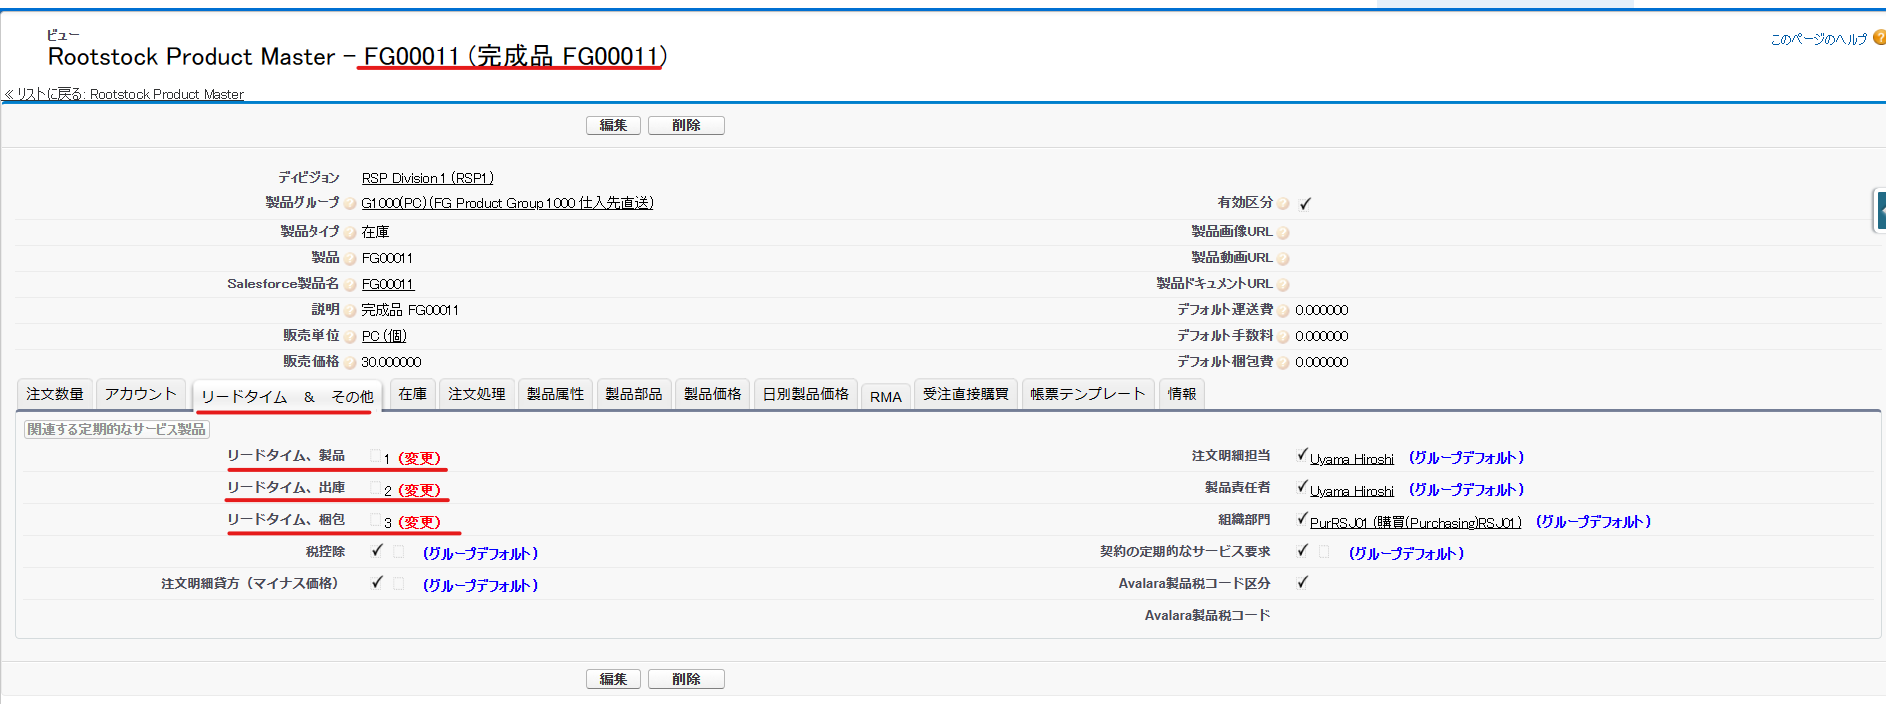 ビュー
Rootstock Product Master - FG00011 (完成品 FG00011)
このページのヘルプ ?
« リストに戻る: Rootstock Product Master
編集 削除
ディビジョン RSP Division1 (RSP1)
製品グループ ? G1000(PC) (FG Product Group1000 仕入先直送) 有効区分 ? ✓
製品タイプ ? 在庫 製品画像URL ?
製品 ? FG00011 製品動画URL ?
Salesforce製品名 ? FG00011 製品ドキュメントURL ?
説明 ? 完成品 FG00011 デフォルト運送費 ? 0.000000
販売単位 ? PC (個) デフォルト手数料 ? 0.000000
販売価格 ? 30.000000 デフォルト梱包費 ? 0.000000
注文数量 アカウント リードタイム & その他 在庫 注文処理 製品属性 製品部品 製品価格 日別製品価格 RMA 受注直接購買 帳票テンプレート 情報
関連する定期的なサービス製品
リードタイム、製品 1 (変更) 注文明細担当 ✓ Uyama Hiroshi (グループデフォルト)
リードタイム、出庫 2 (変更) 製品責任者 ✓ Uyama Hiroshi (グループデフォルト)
リードタイム、梱包 3 (変更) 組織部門 ✓ PurRSJ01 (購買(Purchasing)RSJ01) (グループデフォルト)
税控除 ✓ (グループデフォルト) 契約の定期的なサービス要求 ✓ (グループデフォルト)
注文明細貸方（マイナス価格） ✓ (グループデフォルト) Avalara製品税コード区分 ✓
Avalara製品税コード
編集 削除